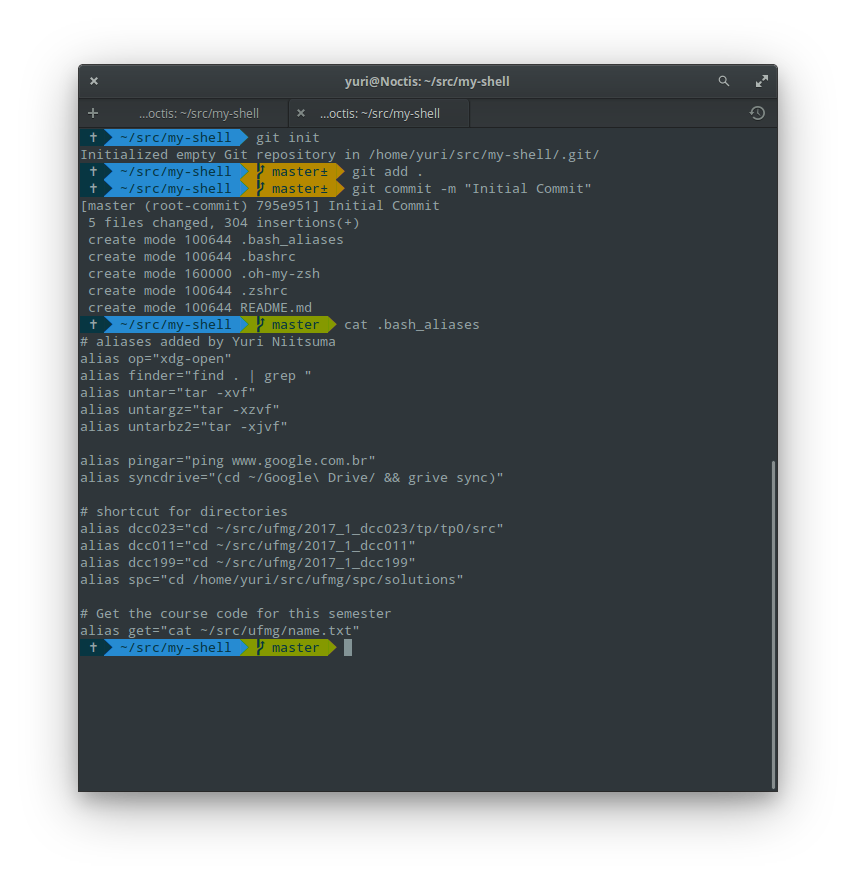 yuri@Noctis: ~/src/my-shell
...octis: ~/src/my-shell
...octis: ~/src/my-shell
~/src/my-shell git init
Initialized empty Git repository in /home/yuri/src/my-shell/.git/
~/src/my-shell master± git add .
~/src/my-shell master± git commit -m "Initial Commit"
[master (root-commit) 795e951] Initial Commit
5 files changed, 304 insertions(+)
create mode 100644 .bash_aliases
create mode 100644 .bashrc
create mode 160000 .oh-my-zsh
create mode 100644 .zshrc
create mode 100644 README.md
~/src/my-shell master cat .bash_aliases
# aliases added by Yuri Niitsuma
alias op="xdg-open"
alias finder="find . | grep "
alias untar="tar -xvf"
alias untargz="tar -xzvf"
alias untarbz2="tar -xjvf"
alias pingar="ping www.google.com.br"
alias syncdrive="(cd ~/Google\ Drive/ && grive sync)"
# shortcut for directories
alias dcc023="cd ~/src/ufmg/2017_1_dcc023/tp/tp0/src"
alias dcc011="cd ~/src/ufmg/2017_1_dcc011"
alias dcc199="cd ~/src/ufmg/2017_1_dcc199"
alias spc="cd /home/yuri/src/ufmg/spc/solutions"
# Get the course code for this semester
alias get="cat ~/src/ufmg/name.txt"
~/src/my-shell master